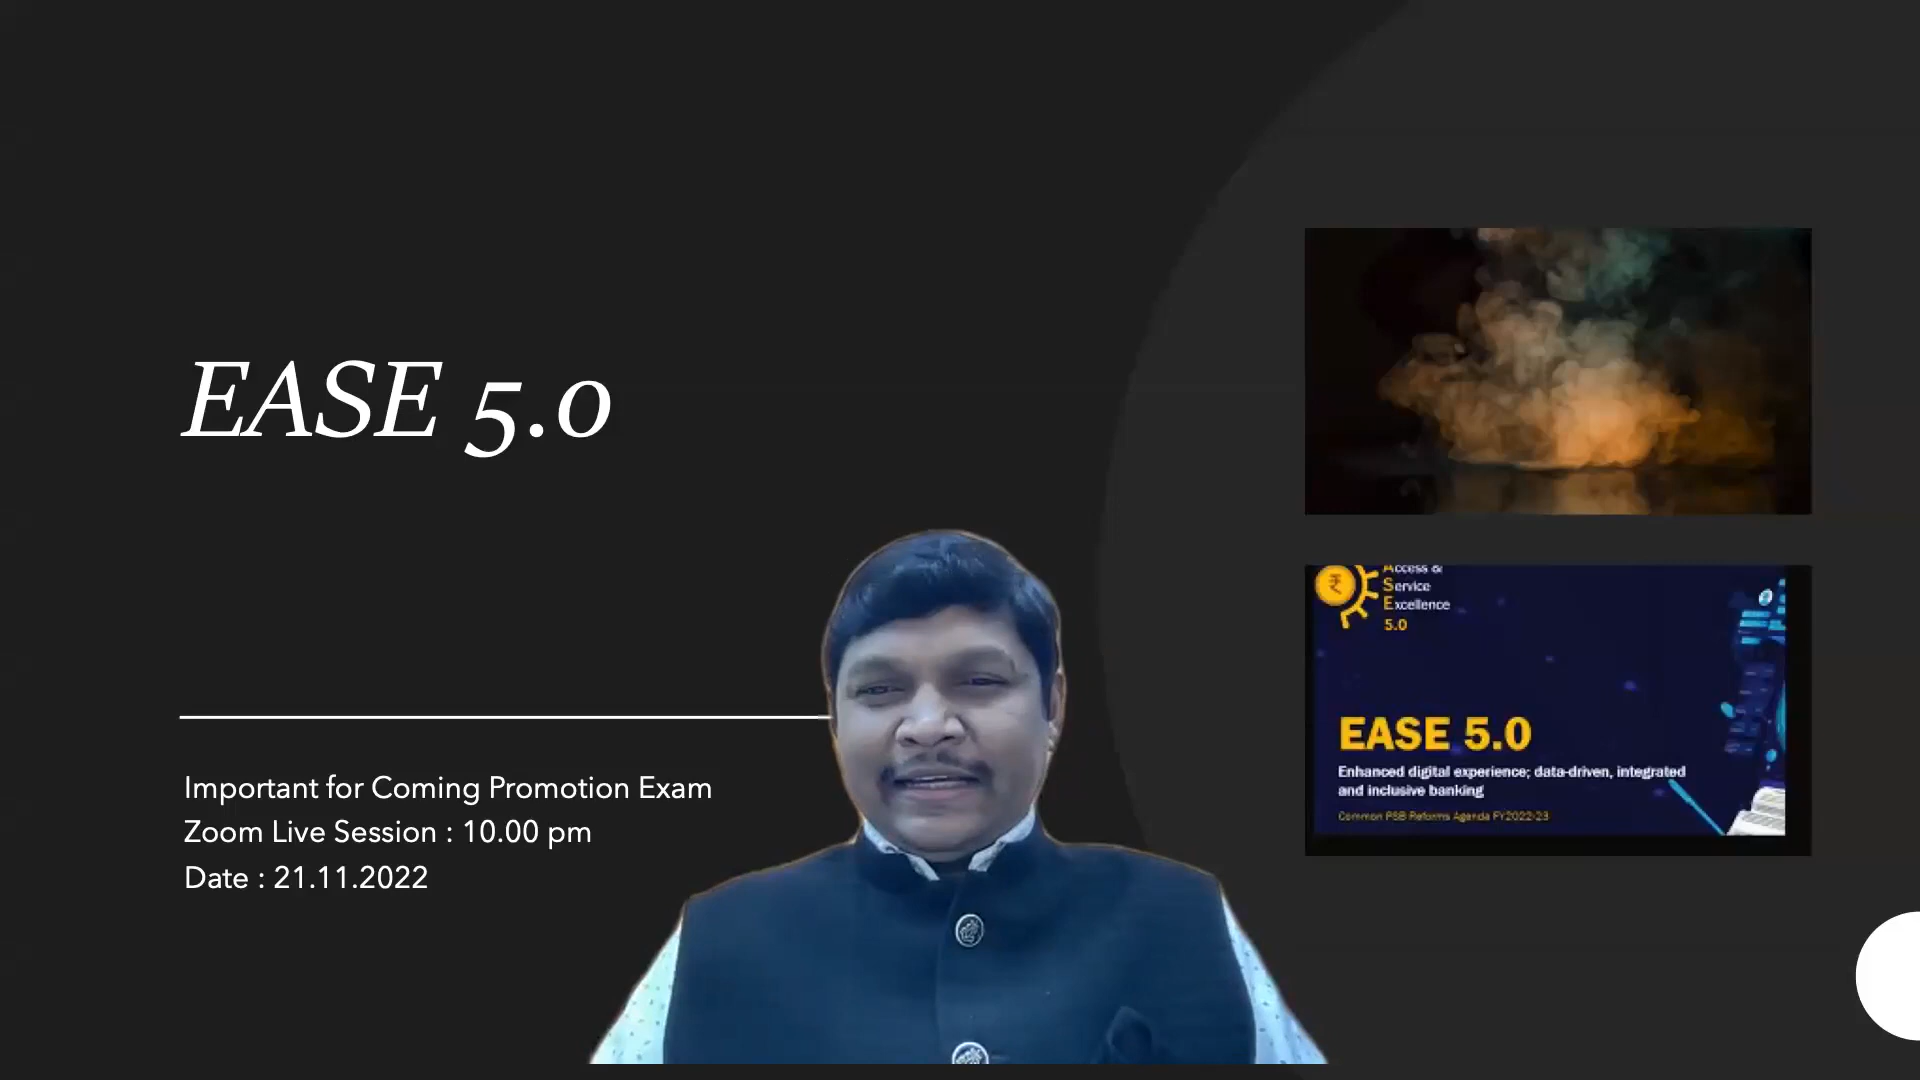 EASE 5.0
Important for Coming Promotion Exam
Zoom Live Session : 10.00 pm
Date : 21.11.2022
₹
Access &
Service
Excellence
5.0
EASE 5.0
Enhanced digital experience; data-driven, integrated
and inclusive banking
Common PSB Reforms Agenda FY2022-23